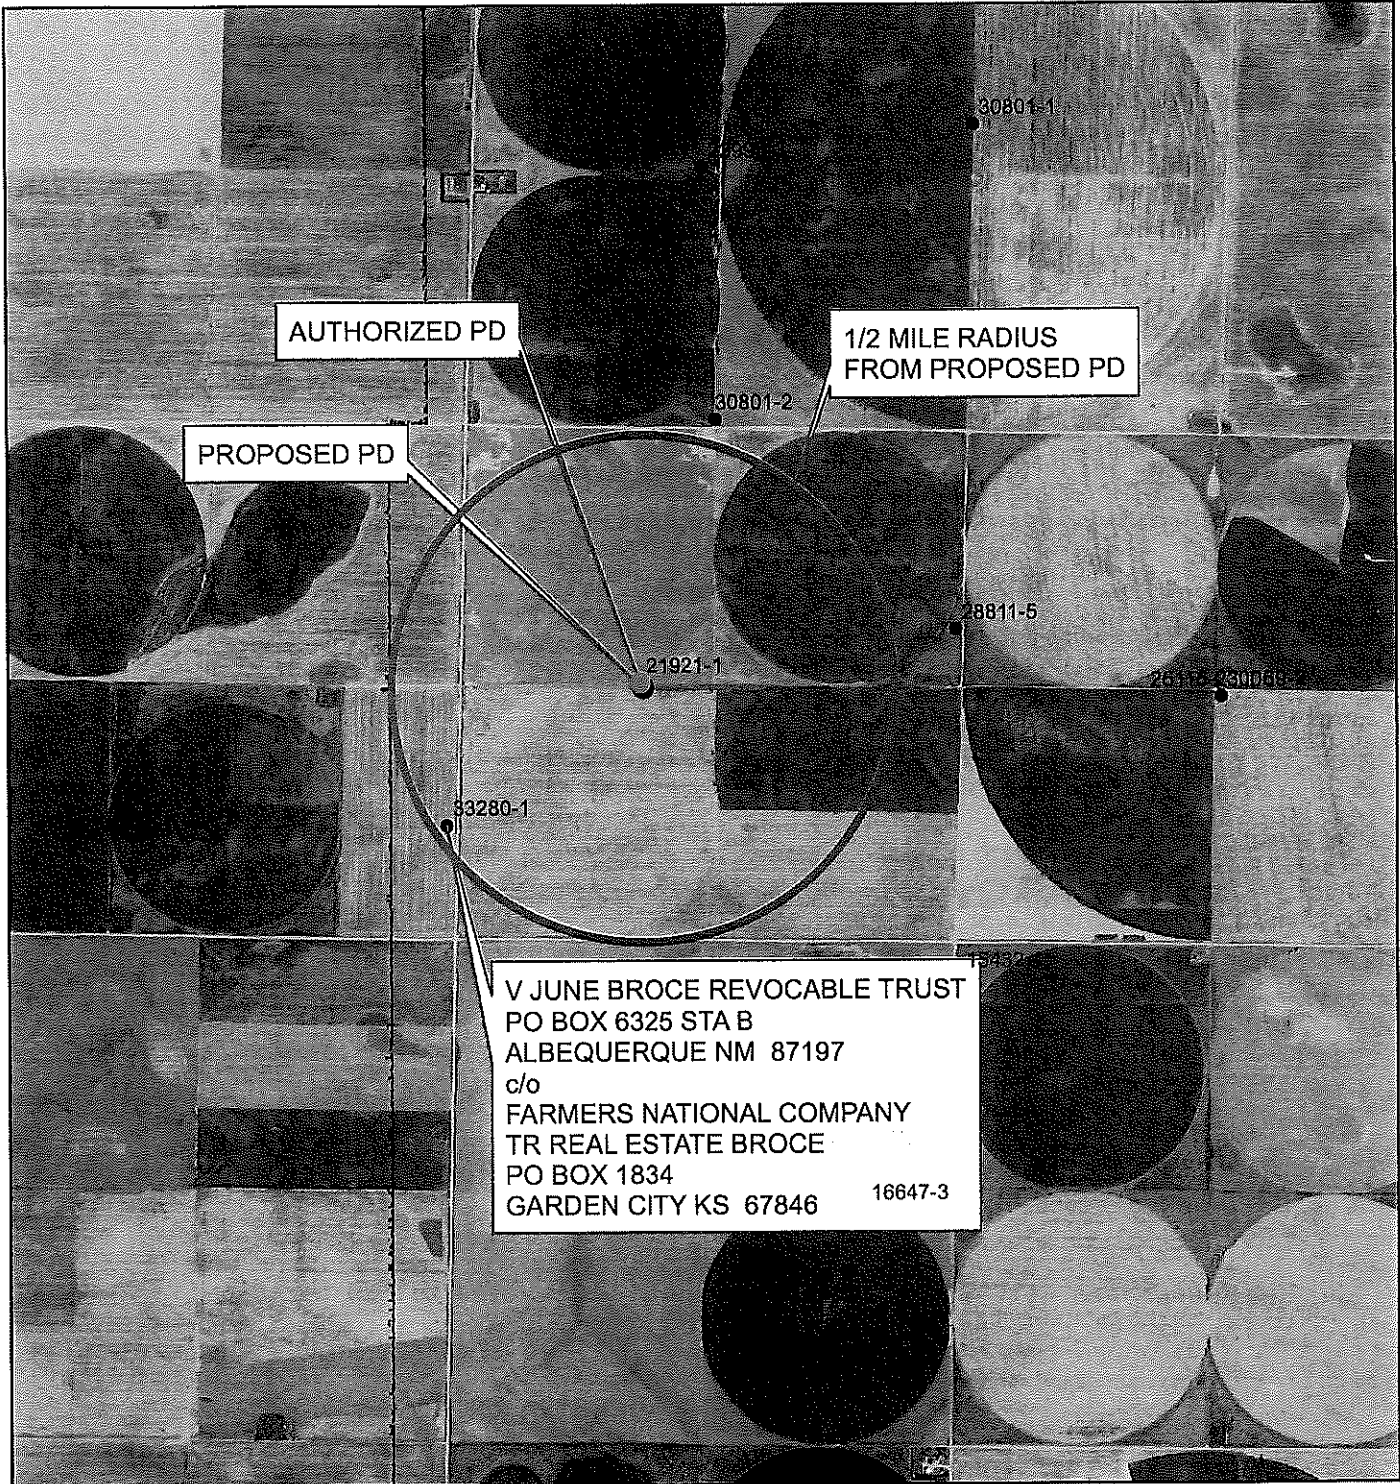 30801-1
AUTHORIZED PD
1/2 MILE RADIUS
FROM PROPOSED PD
30801-2
PROPOSED PD
28811-5
21921-1
33280-1
V JUNE BROCE REVOCABLE TRUST
PO BOX 6325 STA B
ALBEQUERQUE NM 87197
c/o
FARMERS NATIONAL COMPANY
TR REAL ESTATE BROCE
PO BOX 1834
GARDEN CITY KS 67846
16647-3